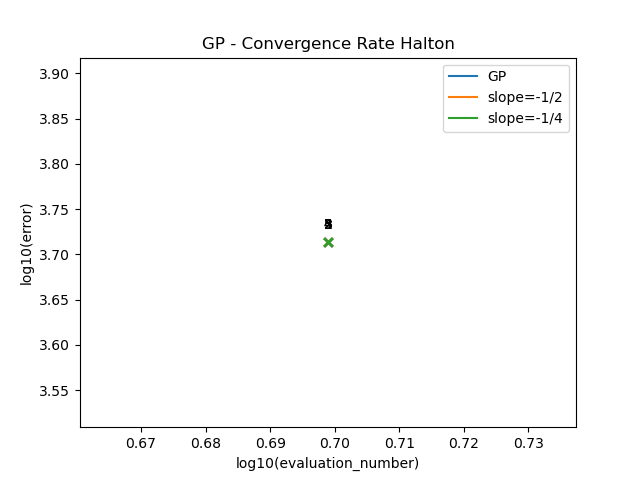 GP - Convergence Rate Halton
GP
slope=-1/2
slope=-1/4
log10(error)
3.90
3.85
3.80
3.75
3.70
3.65
3.60
3.55
0.67
0.68
0.69
0.70
0.71
0.72
0.73
log10(evaluation_number)